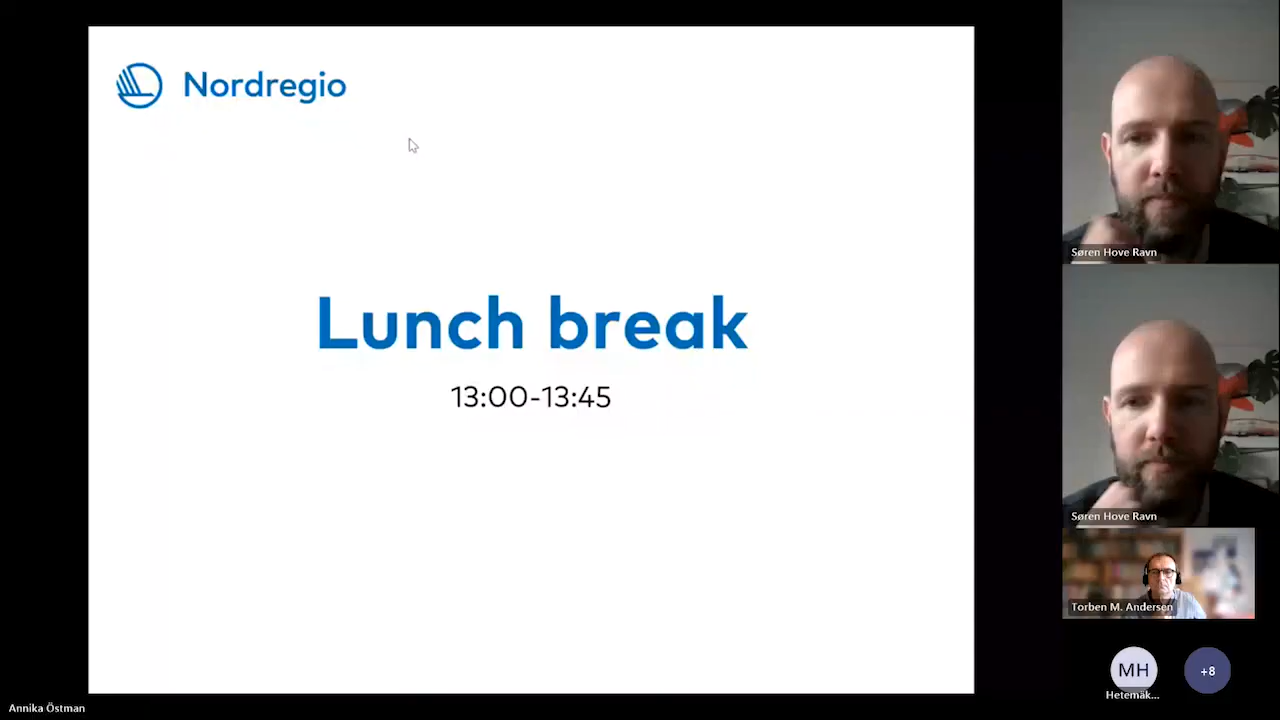 Nordregio
Lunch break
13:00-13:45
Annika Östman
Søren Hove Ravn
Søren Hove Ravn
Torben M. Andersen
MH
Hetemäk...
+8